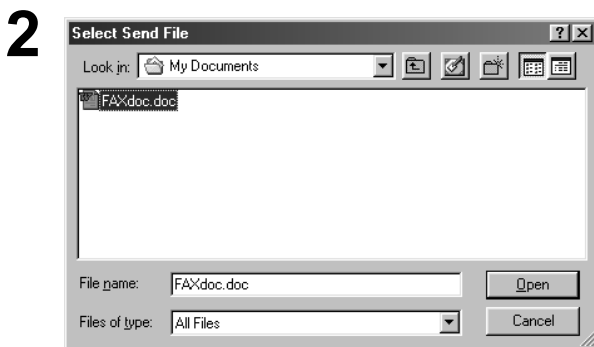 2
Select Send File
Look in: My Documents
FAXdoc.doc
File name: FAXdoc.doc
Open
Files of type: All Files
Cancel